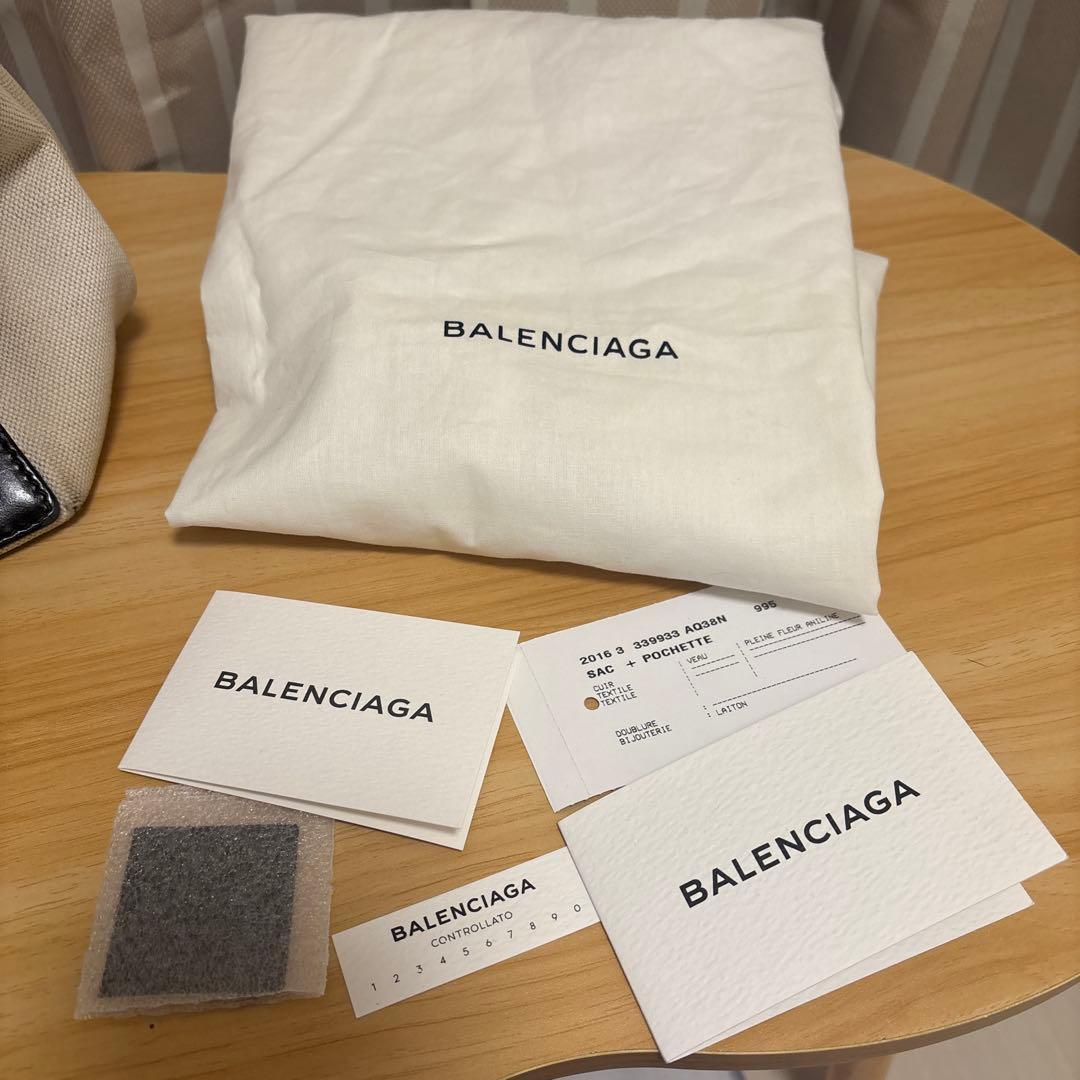 BALENCIAGA
BALENCIAGA
2016 3 339933 AQ38N 995
SAC + POCHETTE
CUIR VEAU PLEINE FLEUR ANILINE
TEXTILE
TEXTILE
DOUBLURE
BIJOUTERIE : LAITON
BALENCIAGA
BALENCIAGA
CONTROLLATO
1 2 3 4 5 6 7 8 9 0